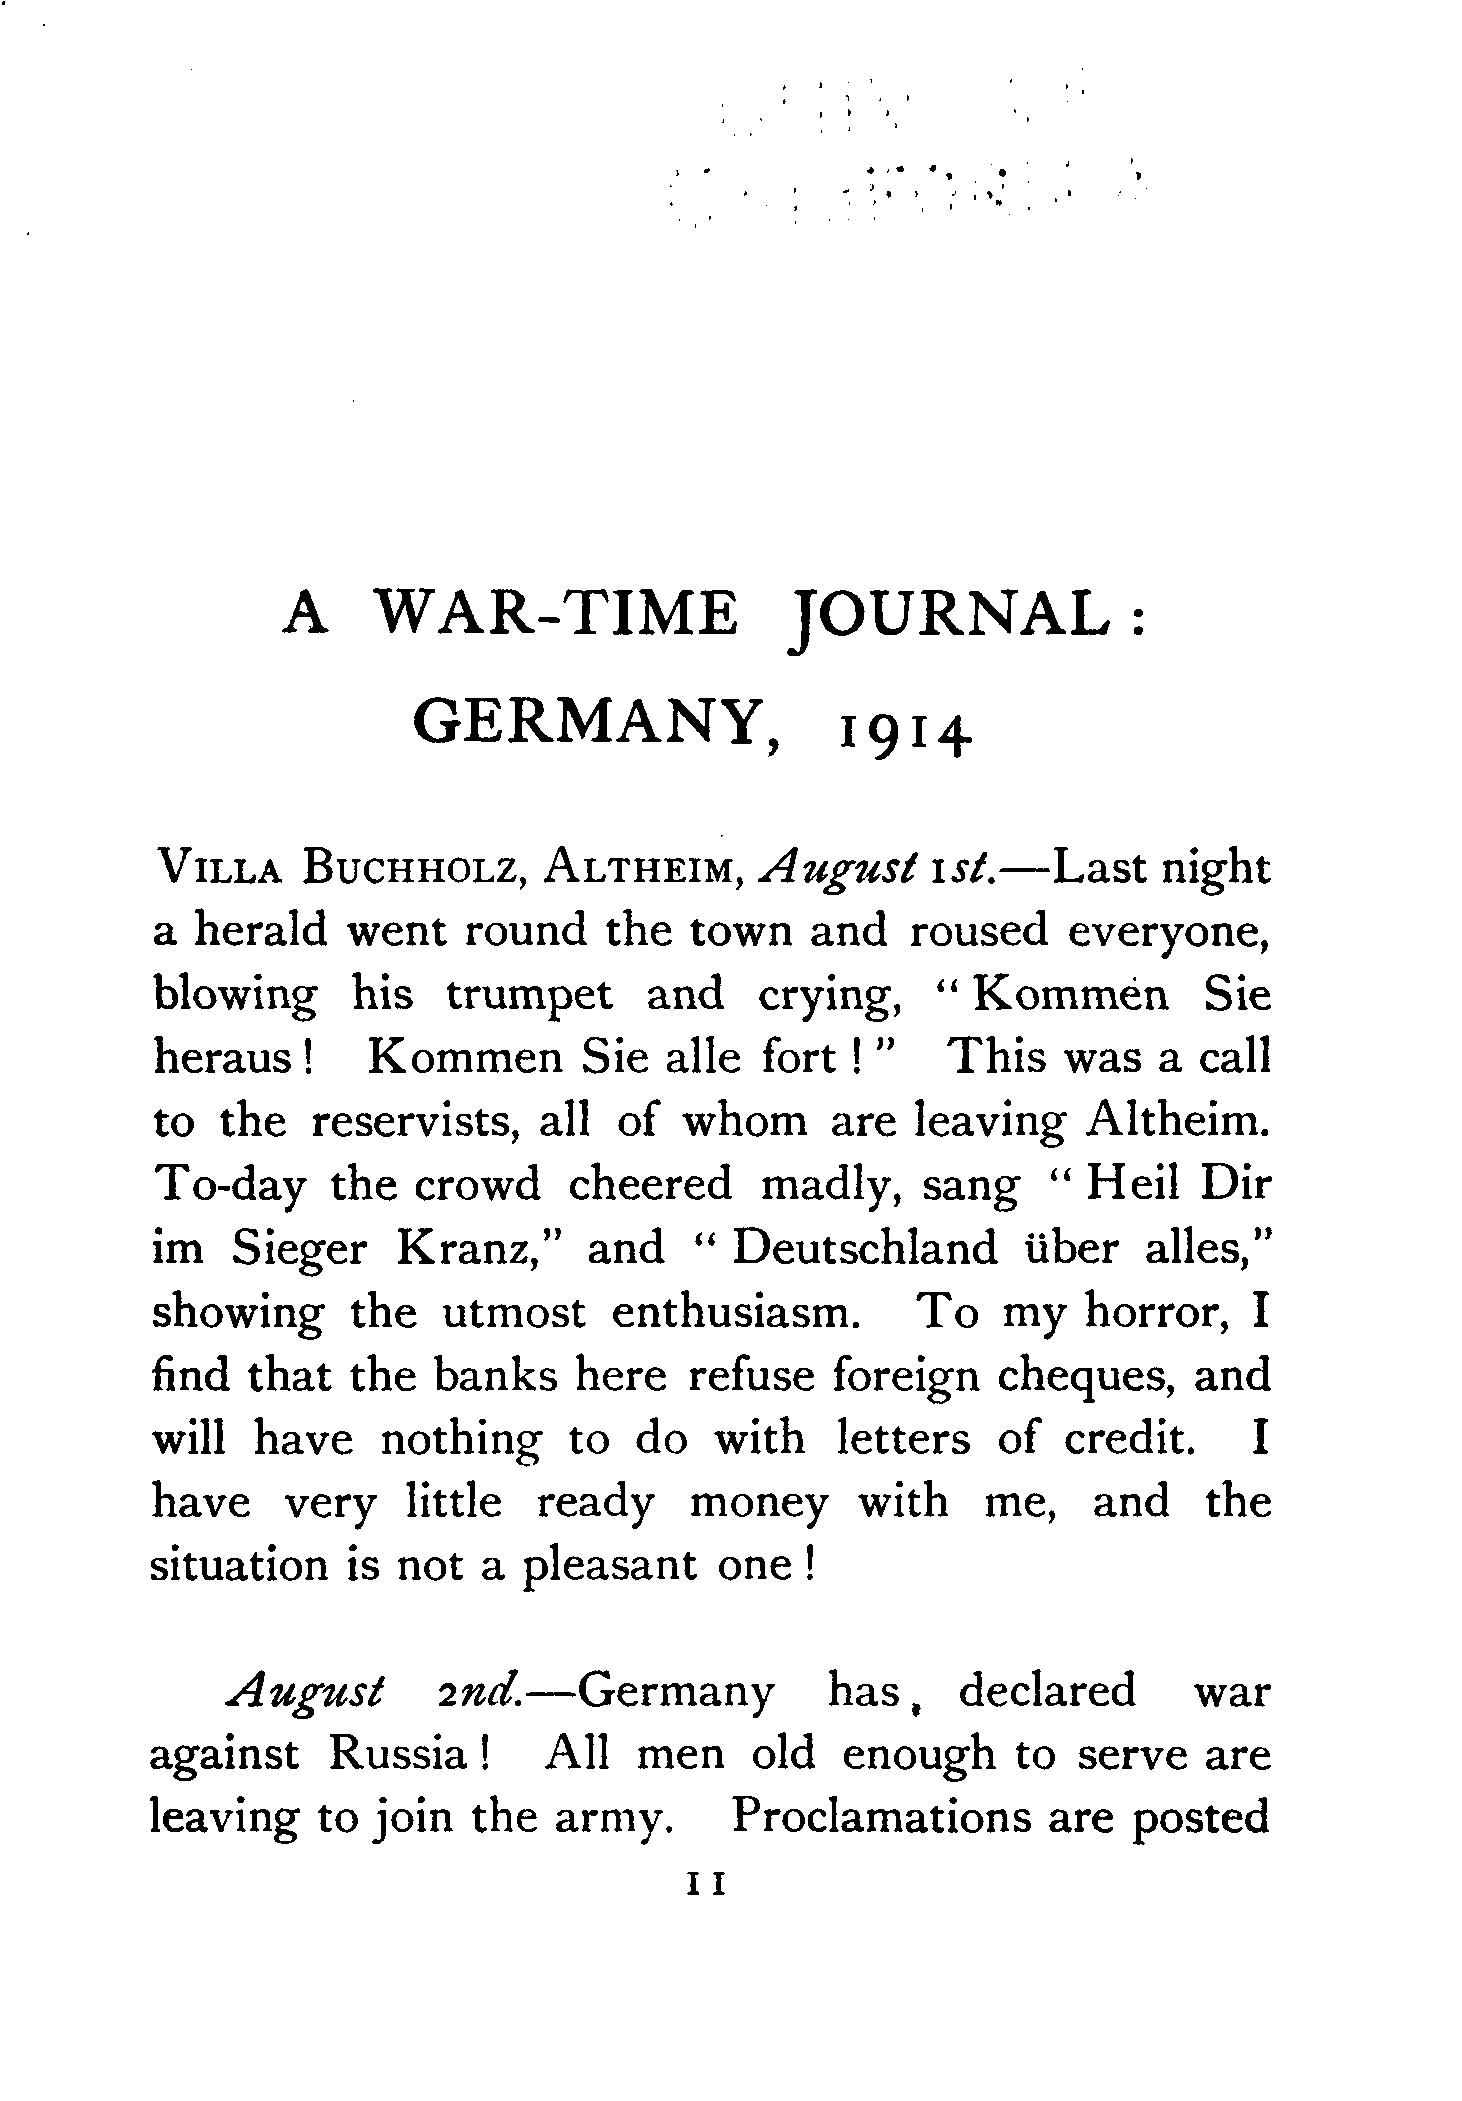 A WAR-TIME JOURNAL :
GERMANY, 1914
VILLA BUCHHOLZ, ALTHEIM, August 1st.—Last night
a herald went round the town and roused everyone,
blowing his trumpet and crying, “ Kommen Sie
heraus ! Kommen Sie alle fort ! ” This was a call
to the reservists, all of whom are leaving Altheim.
To-day the crowd cheered madly, sang “ Heil Dir
im Sieger Kranz,” and “ Deutschland über alles,”
showing the utmost enthusiasm. To my horror, I
find that the banks here refuse foreign cheques, and
will have nothing to do with letters of credit. I
have very little ready money with me, and the
situation is not a pleasant one !
August 2nd.—Germany has declared war
against Russia ! All men old enough to serve are
leaving to join the army. Proclamations are posted
11